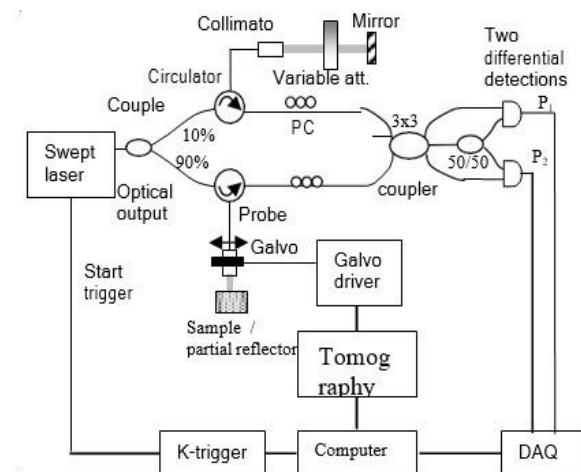 Collimato
Mirror
Circulator
Variable att.
Two
differential
detections
Couple
PC
3x3
P1
10%
90%
50/50
P2
Swept
laser
Optical
output
coupler
Probe
Galvo
Start
trigger
Galvo
driver
Sample /
partial reflector
Tomog
raphy
K-trigger
Computer
DAQ